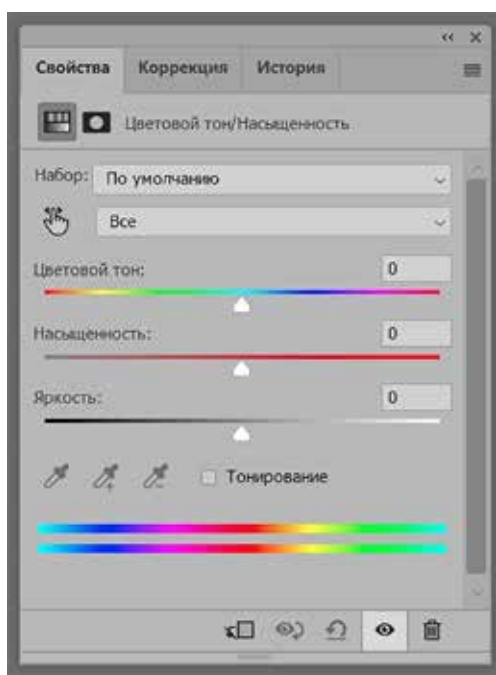 Свойства Коррекция История
Цветовой тон/Насыщенность
Набор: По умолчанию
Все
Цветовой тон: 0
Насыщенность: 0
Яркость: 0
Тонирование